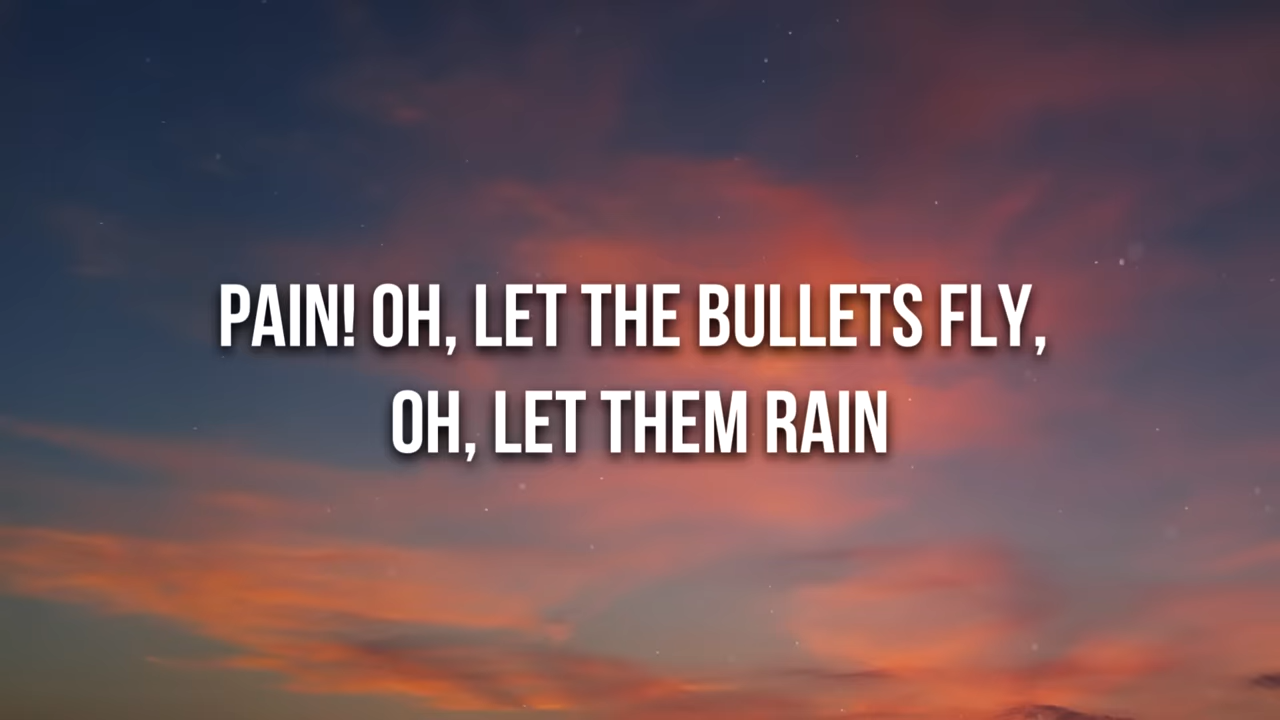 PAIN! OH, LET THE BULLETS FLY,
OH, LET THEM RAIN